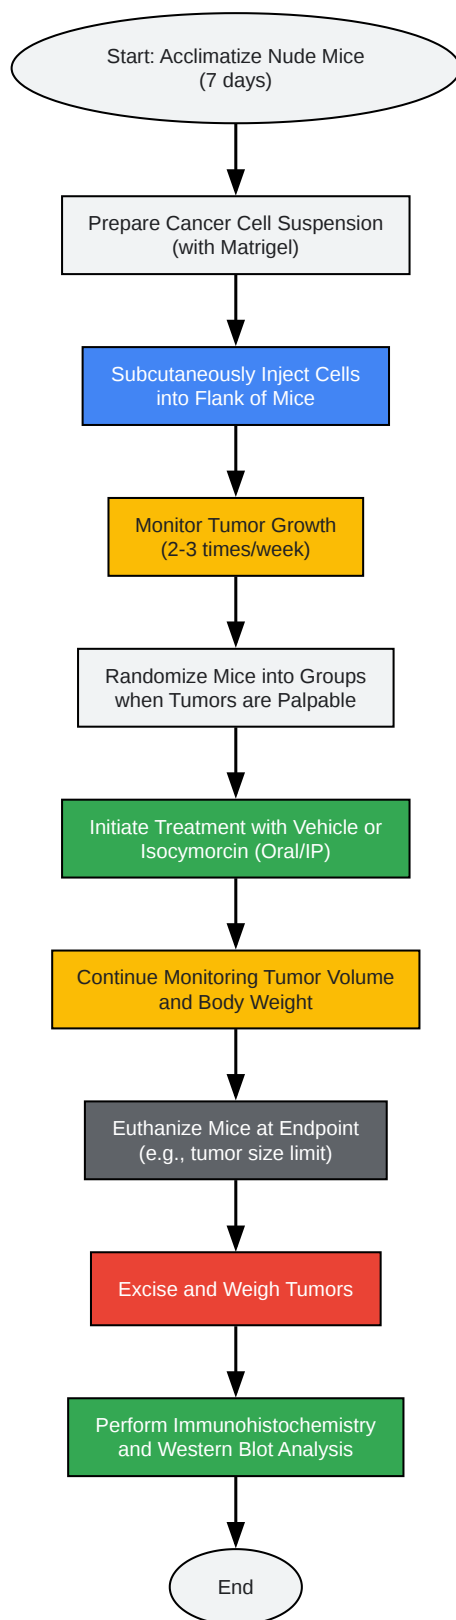 Start: Acclimatize Nude Mice
(7 days)
Prepare Cancer Cell Suspension
(with Matrigel)
Subcutaneously Inject Cells
into Flank of Mice
Monitor Tumor Growth
(2-3 times/week)
Randomize Mice into Groups
when Tumors are Palpable
Initiate Treatment with Vehicle or
Isocymorcin (Oral/IP)
Continue Monitoring Tumor Volume
and Body Weight
Euthanize Mice at Endpoint
(e.g., tumor size limit)
Excise and Weigh Tumors
Perform Immunohistochemistry
and Western Blot Analysis
End